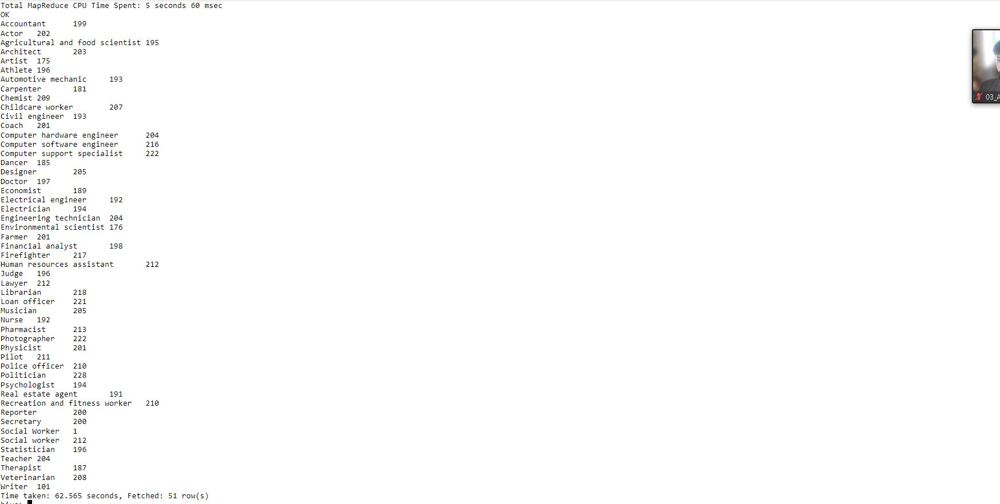 Total MapReduce CPU Time Spent: 5 seconds 60 msec
OK
Accountant 199
Actor 202
Agricultural and food scientist 195
Architect 203
Artist 175
Athlete 196
Automotive mechanic 193
Carpenter 181
Chemist 209
Childcare worker 207
Civil engineer 193
Coach 201
Computer hardware engineer 204
Computer software engineer 216
Computer support specialist 222
Dancer 185
Designer 205
Doctor 197
Economist 189
Electrical engineer 192
Electrician 194
Engineering technician 204
Environmental scientist 176
Farmer 201
Financial analyst 198
Firefighter 217
Human resources assistant 212
Judge 196
Lawyer 212
Librarian 218
Loan officer 221
Musician 205
Nurse 192
Pharmacist 213
Photographer 222
Physicist 201
Pilot 211
Police officer 210
Politician 228
Psychologist 194
Real estate agent 191
Recreation and fitness worker 210
Reporter 200
Secretary 200
Social Worker 1
Social worker 212
Statistician 196
Teacher 204
Therapist 187
Veterinarian 208
Writer 101
Time taken: 62.565 seconds, Fetched: 51 row(s)
03_A